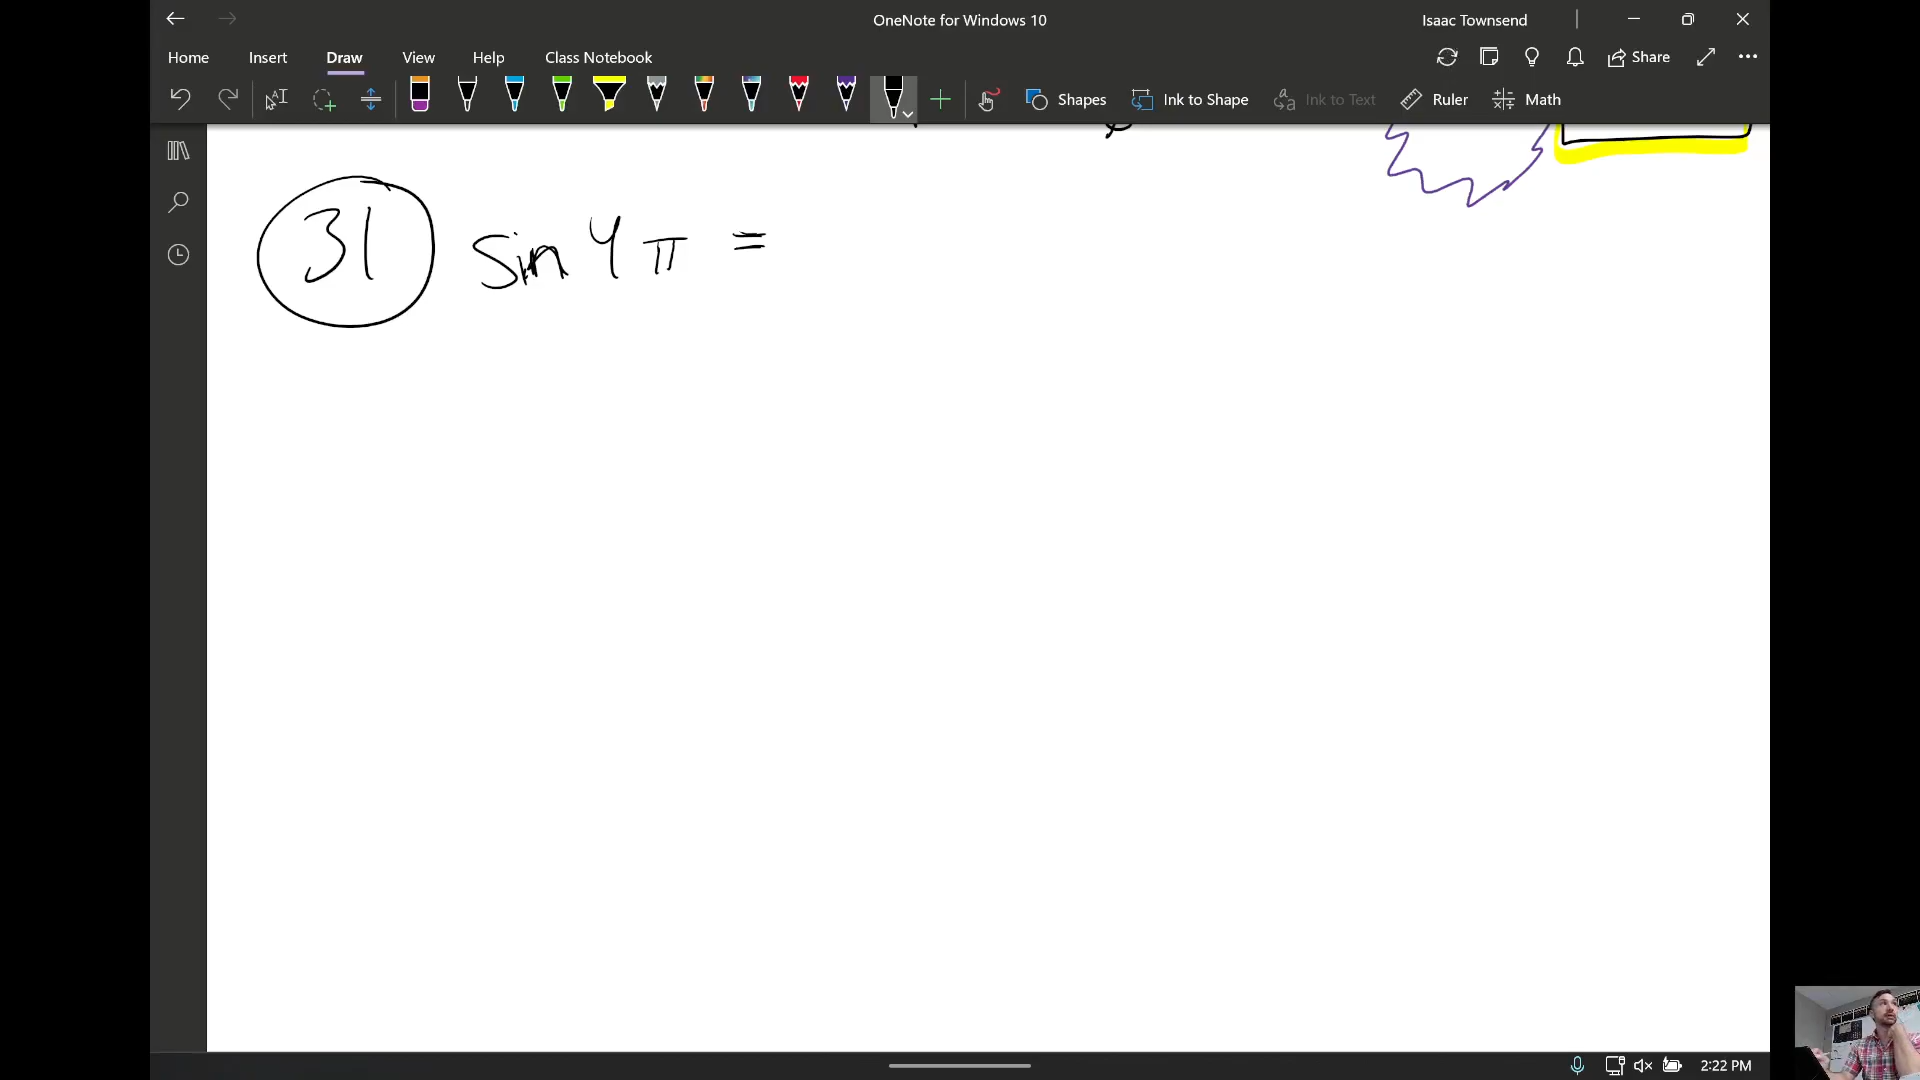 OneNote for Windows 10
Isaac Townsend
Home Insert Draw View Help Class Notebook
Share
Shapes Ink to Shape Ink to Text Ruler Math
31 sin 4π =
2:22 PM